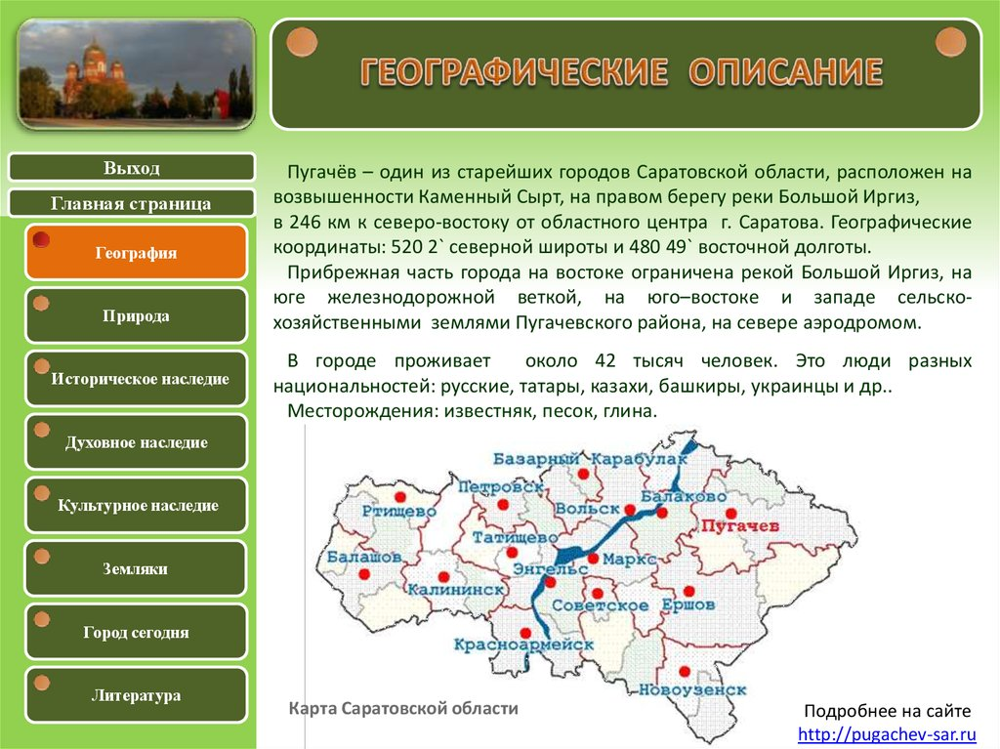 ГЕОГРАФИЧЕСКИЕ ОПИСАНИЕ
Выход
Главная страница
География
Природа
Историческое наследие
Духовное наследие
Культурное наследие
Земляки
Город сегодня
Литература
Пугачёв – один из старейших городов Саратовской области, расположен на
возвышенности Каменный Сырт, на правом берегу реки Большой Иргиз,
в 246 км к северо-востоку от областного центра г. Саратова. Географические
координаты: 520 2` северной широты и 480 49` восточной долготы.
Прибрежная часть города на востоке ограничена рекой Большой Иргиз, на
юге железнодорожной веткой, на юго–востоке и западе сельско-
хозяйственными землями Пугачевского района, на севере аэродромом.
В городе проживает около 42 тысяч человек. Это люди разных
национальностей: русские, татары, казахи, башкиры, украинцы и др..
Месторождения: известняк, песок, глина.
Базарный Карабулак
Петровск
Балаково
Ртищево
Вольск
Пугачев
Татищево
Балашов
Маркс
Энгельс
Калининск
Советское
Ершов
Красноармейск
Новоузенск
Карта Саратовской области
Подробнее на сайте
http://pugachev-sar.ru